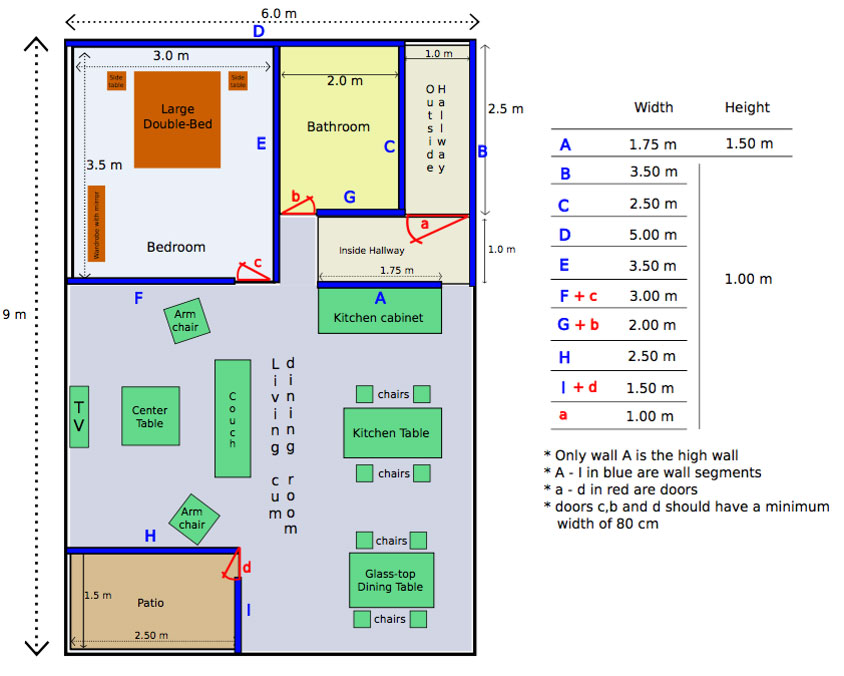 6.0 m
D
3.0 m
1.0 m
Side table
Side table
2.0 m
Large
Double-Bed
Outside
Hallway
2.5 m
Bathroom
E
C
B
3.5 m
b
G
a
Wardrobe with mirror
Bedroom
c
Inside Hallway
1.0 m
1.75 m
F
A
Arm
chair
Kitchen cabinet
9 m
Living cum
dining room
TV
Center
Table
Couch
chairs
Kitchen Table
chairs
Arm
chair
H
chairs
d
Glass-top
Dining Table
1.5 m
Patio
I
chairs
2.50 m
Width Height
A 1.75 m 1.50 m
B 3.50 m
C 2.50 m
D 5.00 m
E 3.50 m
1.00 m
F + c 3.00 m
G + b 2.00 m
H 2.50 m
I + d 1.50 m
a 1.00 m
* Only wall A is the high wall
* A - I in blue are wall segments
* a - d in red are doors
* doors c,b and d should have a minimum
width of 80 cm